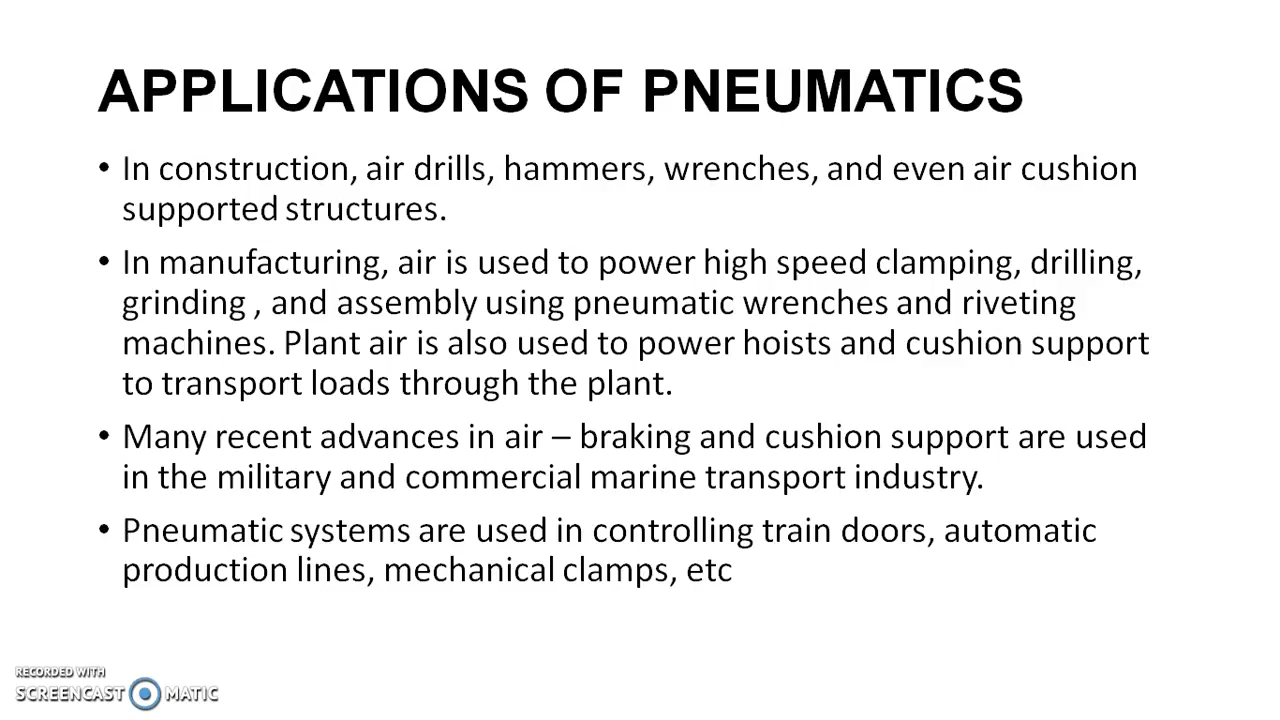 APPLICATIONS OF PNEUMATICS
• In construction, air drills, hammers, wrenches, and even air cushion
supported structures.
• In manufacturing, air is used to power high speed clamping, drilling,
grinding , and assembly using pneumatic wrenches and riveting
machines. Plant air is also used to power hoists and cushion support
to transport loads through the plant.
• Many recent advances in air – braking and cushion support are used
in the military and commercial marine transport industry.
• Pneumatic systems are used in controlling train doors, automatic
production lines, mechanical clamps, etc
RECORDED WITH
SCREENCAST MATIC